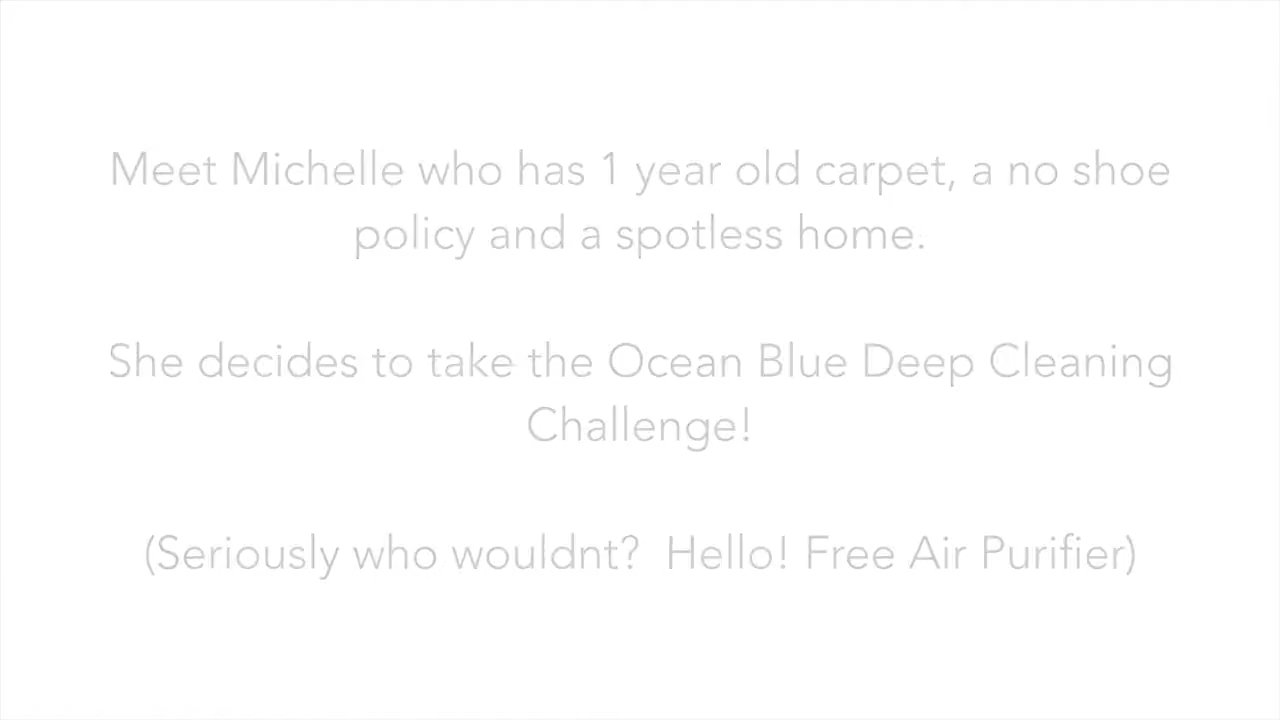 Meet Michelle who has 1 year old carpet, a no shoe
policy and a spotless home.
She decides to take the Ocean Blue Deep Cleaning
Challenge!
(Seriously who wouldnt?  Hello! Free Air Purifier)